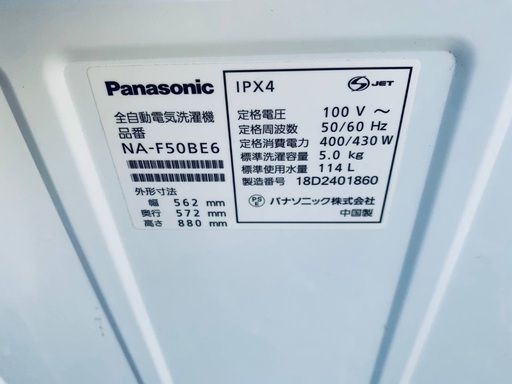 Panasonic
全自動電気洗濯機
品番
NA-F50BE6
外形寸法
幅 562 mm
奥行 572 mm
高さ 880 mm
IPX4
S JET
定格電圧 100 V ～
定格周波数 50/60 Hz
定格消費電力 400/430 W
標準洗濯容量 5.0 kg
標準使用水量 114 L
製造番号 18D2401860
PS E パナソニック株式会社
中国製